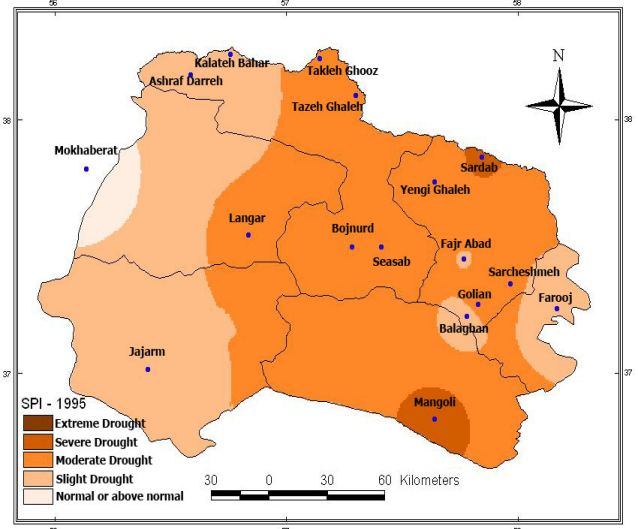 56 57 58
Kalateh Bahar
Takleh Ghooz
N
Ashraf Darreh
Tazeh Ghaleh
38 38
Mokhaberat
Sardab
Yengi Ghaleh
Langar
Bojnurd
Fajr Abad
Seasab
Sarcheshmeh
Golian
Farooj
Balaghan
Jajarm
37 37
SPI - 1995
Mangoli
Extreme Drought
Severe Drought
Moderate Drought
Slight Drought
Normal or above normal
30 0 30 60 Kilometers